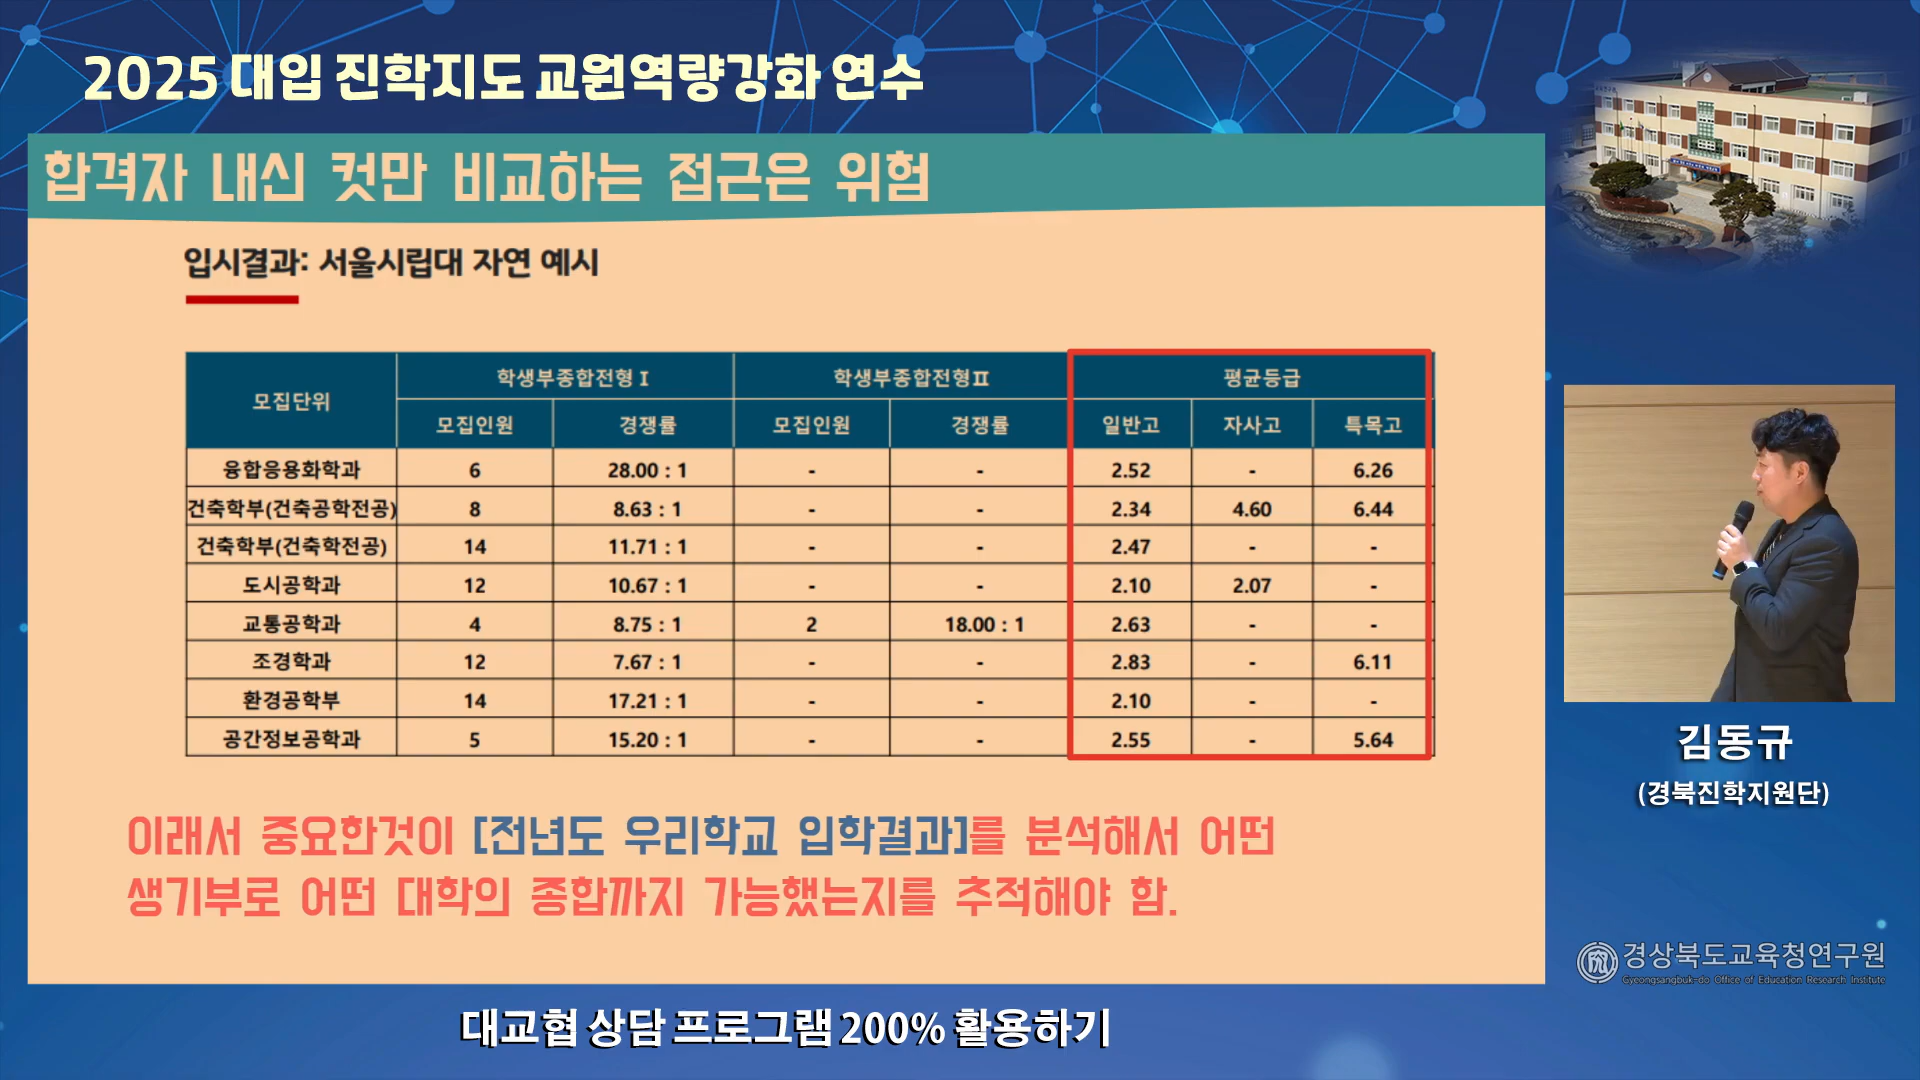 2025 대입 진학지도 교원역량강화 연수
합격자 내신 컷만 비교하는 접근은 위험
입시결과: 서울시립대 자연 예시
모집단위 학생부종합전형 I 학생부종합전형 II 평균등급
모집인원 경쟁률 모집인원 경쟁률 일반고 자사고 특목고
융합응용화학과 6 28.00 : 1 - - 2.52 - 6.26
건축학부(건축공학전공) 8 8.63 : 1 - - 2.34 4.60 6.44
건축학부(건축학전공) 14 11.71 : 1 - - 2.47 - -
도시공학과 12 10.67 : 1 - - 2.10 2.07 -
교통공학과 4 8.75 : 1 2 18.00 : 1 2.63 - -
조경학과 12 7.67 : 1 - - 2.83 - 6.11
환경공학부 14 17.21 : 1 - - 2.10 - -
공간정보공학과 5 15.20 : 1 - - 2.55 - 5.64
이래서 중요한것이 [전년도 우리학교 입학결과]를 분석해서 어떤
생기부로 어떤 대학의 종합까지 가능했는지를 추적해야 함.
김동규
(경북진학지원단)
경상북도교육청연구원
Gyeongsangbuk-do Office of Education Research Institute
대교협 상담 프로그램 200% 활용하기